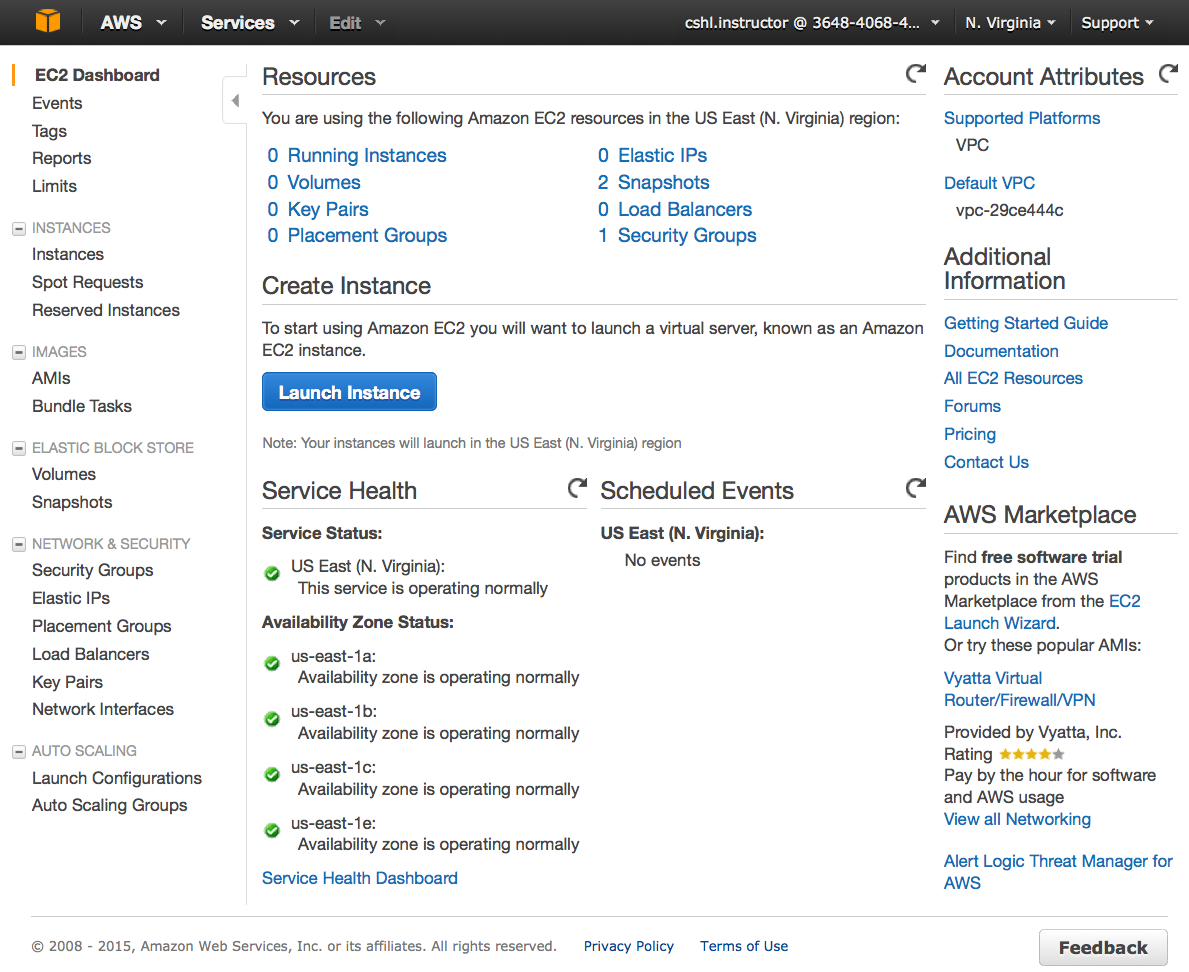 AWS
Services
Edit
cshl.instructor @ 3648-4068-4...
N. Virginia
Support
EC2 Dashboard
Events
Tags
Reports
Limits
INSTANCES
Instances
Spot Requests
Reserved Instances
IMAGES
AMIs
Bundle Tasks
ELASTIC BLOCK STORE
Volumes
Snapshots
NETWORK & SECURITY
Security Groups
Elastic IPs
Placement Groups
Load Balancers
Key Pairs
Network Interfaces
AUTO SCALING
Launch Configurations
Auto Scaling Groups
Resources
You are using the following Amazon EC2 resources in the US East (N. Virginia) region:
0 Running Instances
0 Elastic IPs
0 Volumes
2 Snapshots
0 Key Pairs
0 Load Balancers
0 Placement Groups
1 Security Groups
Create Instance
To start using Amazon EC2 you will want to launch a virtual server, known as an Amazon
EC2 instance.
Launch Instance
Note: Your instances will launch in the US East (N. Virginia) region
Service Health
Service Status:
US East (N. Virginia):
This service is operating normally
Availability Zone Status:
us-east-1a:
Availability zone is operating normally
us-east-1b:
Availability zone is operating normally
us-east-1c:
Availability zone is operating normally
us-east-1e:
Availability zone is operating normally
Service Health Dashboard
Scheduled Events
US East (N. Virginia):
No events
Account Attributes
Supported Platforms
VPC
Default VPC
vpc-29ce444c
Additional
Information
Getting Started Guide
Documentation
All EC2 Resources
Forums
Pricing
Contact Us
AWS Marketplace
Find free software trial
products in the AWS
Marketplace from the EC2
Launch Wizard.
Or try these popular AMIs:
Vyatta Virtual
Router/Firewall/VPN
Provided by Vyatta, Inc.
Rating
Pay by the hour for software
and AWS usage
View all Networking
Alert Logic Threat Manager for
AWS
© 2008 - 2015, Amazon Web Services, Inc. or its affiliates. All rights reserved.
Privacy Policy
Terms of Use
Feedback